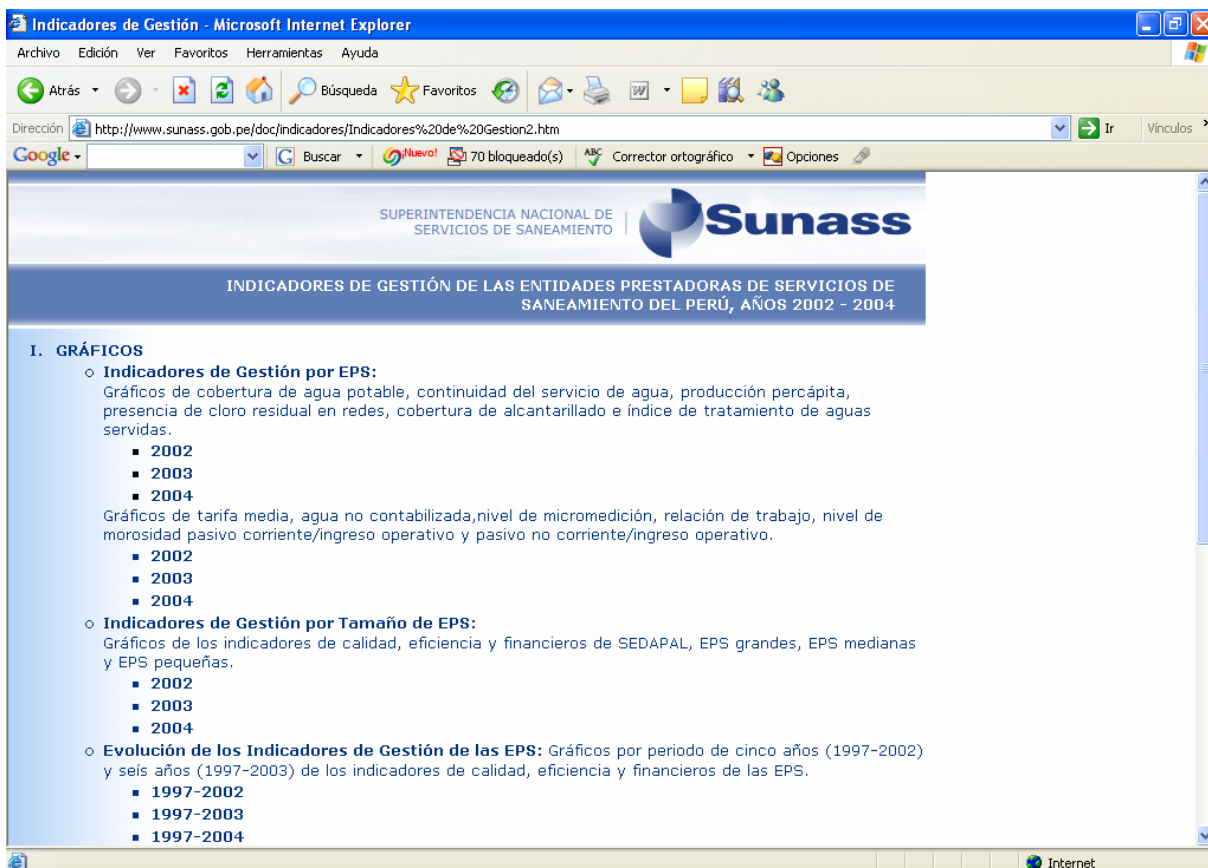 Indicadores de Gestión - Microsoft Internet Explorer
Archivo Edición Ver Favoritos Herramientas Ayuda
Atrás Búsqueda Favoritos
Dirección http://www.sunass.gob.pe/doc/indicadores/Indicadores%20de%20Gestion2.htm Ir Vínculos »
Google Buscar ¡Nuevo! 70 bloqueado(s) ABC Corrector ortográfico Opciones
SUPERINTENDENCIA NACIONAL DE
SERVICIOS DE SANEAMIENTO
Sunass
INDICADORES DE GESTIÓN DE LAS ENTIDADES PRESTADORAS DE SERVICIOS DE
SANEAMIENTO DEL PERÚ, AÑOS 2002 - 2004
I. GRÁFICOS
Indicadores de Gestión por EPS:
Gráficos de cobertura de agua potable, continuidad del servicio de agua, producción percápita,
presencia de cloro residual en redes, cobertura de alcantarillado e índice de tratamiento de aguas
servidas.
2002
2003
2004
Gráficos de tarifa media, agua no contabilizada,nivel de micromedición, relación de trabajo, nivel de
morosidad pasivo corriente/ingreso operativo y pasivo no corriente/ingreso operativo.
2002
2003
2004
Indicadores de Gestión por Tamaño de EPS:
Gráficos de los indicadores de calidad, eficiencia y financieros de SEDAPAL, EPS grandes, EPS medianas
y EPS pequeñas.
2002
2003
2004
Evolución de los Indicadores de Gestión de las EPS: Gráficos por periodo de cinco años (1997-2002)
y seís años (1997-2003) de los indicadores de calidad, eficiencia y financieros de las EPS.
1997-2002
1997-2003
1997-2004
Internet